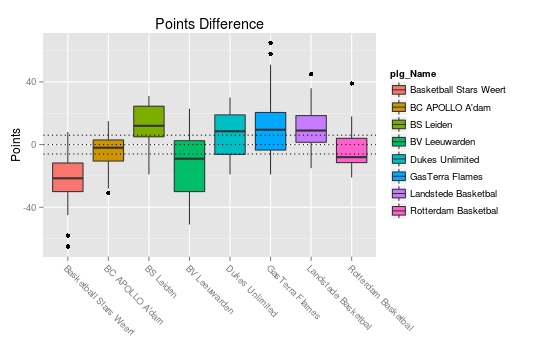 Points Difference
Points
40
0
-40
Basketball Stars Weert
BC APOLLO A'dam
BS Leiden
BV Leeuwarden
Dukes Unlimited
GasTerra Flames
Landstede Basketbal
Rotterdam Basketbal
plg_Name
Basketball Stars Weert
BC APOLLO A'dam
BS Leiden
BV Leeuwarden
Dukes Unlimited
GasTerra Flames
Landstede Basketbal
Rotterdam Basketbal